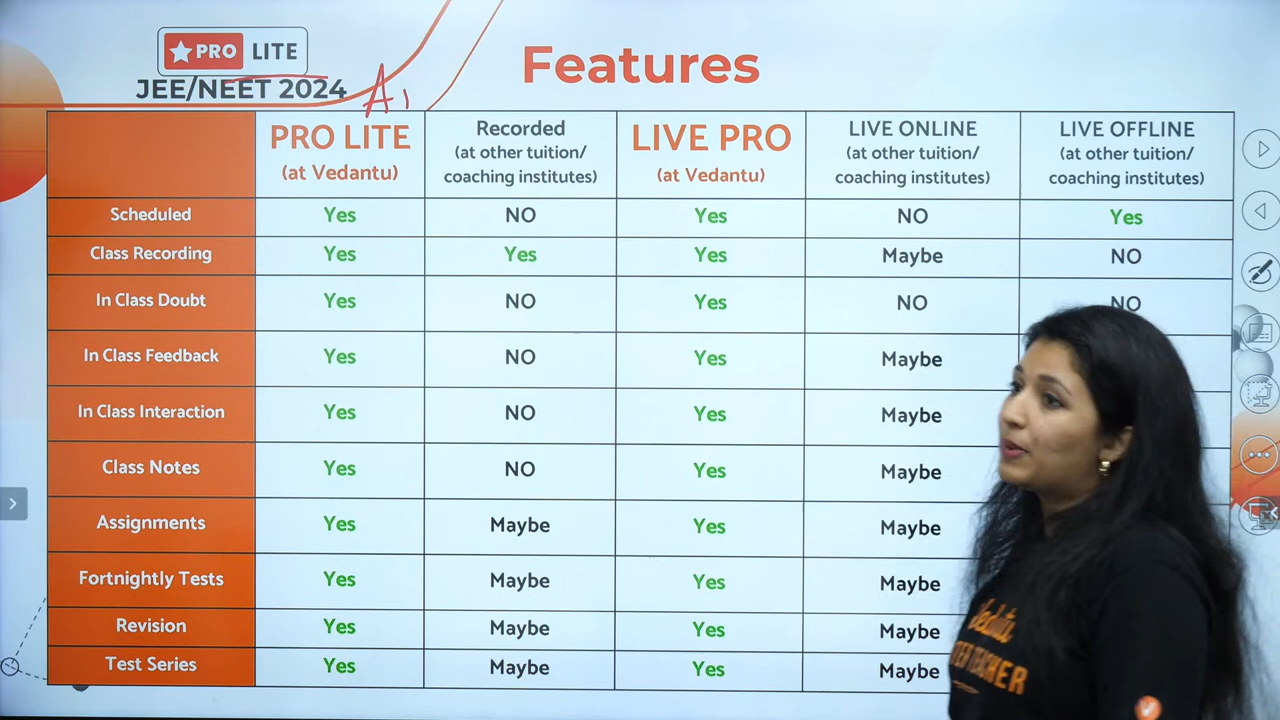 PRO LITE
JEE/NEET 2024
A1
Features
PRO LITE
(at Vedantu)
Recorded
(at other tuition/
coaching institutes)
LIVE PRO
(at Vedantu)
LIVE ONLINE
(at other tuition/
coaching institutes)
LIVE OFFLINE
(at other tuition/
coaching institutes)
Scheduled Yes NO Yes NO Yes
Class Recording Yes Yes Yes Maybe NO
In Class Doubt Yes NO Yes NO NO
In Class Feedback Yes NO Yes Maybe
In Class Interaction Yes NO Yes Maybe
Class Notes Yes NO Yes Maybe
Assignments Yes Maybe Yes Maybe
Fortnightly Tests Yes Maybe Yes Maybe
Revision Yes Maybe Yes Maybe
Test Series Yes Maybe Yes Maybe